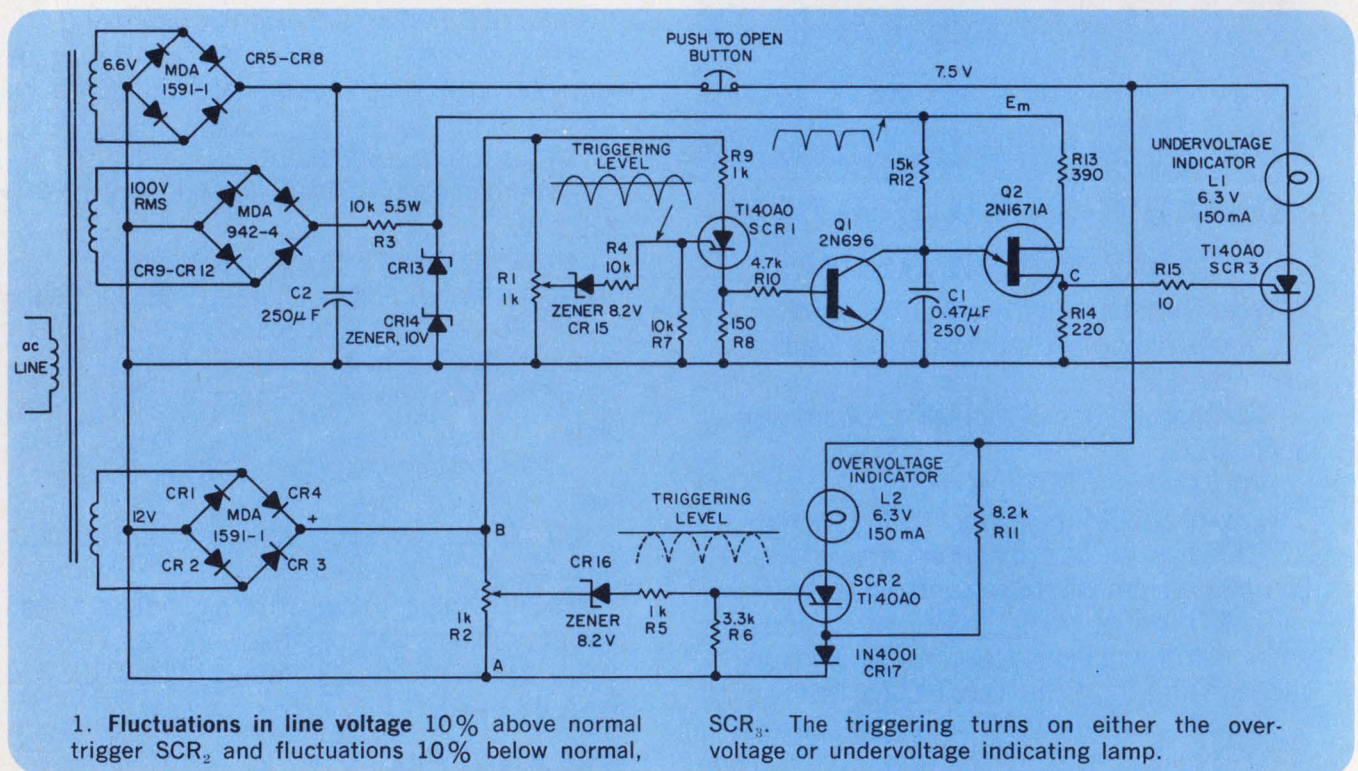 PUSH TO OPEN
BUTTON
6.6V
MDA
1591-1
CR5-CR8
7.5 V
Em
100V
RMS
MDA
942-4
CR9-CR12
10k 5.5W
R3
CR13
CR14
ZENER, 10V
C2
250μF
TRIGGERING
LEVEL
R9
1k
TI40AO
SCR1
R1
1k
R4
10k
ZENER 8.2V
CR15
10k
R7
4.7k
R10
150
R8
Q1
2N696
15k
R12
R13
390
Q2
2N1671A
C
C1
0.47μF
250 V
R14
220
R15
10
UNDERVOLTAGE
INDICATOR
L1
6.3 V
150 mA
TI40AO
SCR 3
ac
LINE
12V
CR1
CR4
MDA
1591-1
+
CR 2
CR 3
B
1k
R2
A
TRIGGERING
LEVEL
CR16
ZENER
8.2V
1k
R5
3.3k
R6
OVERVOLTAGE
INDICATOR
L2
6.3V
150mA
SCR2
TI40AO
8.2k
R11
IN4001
CR17
1. Fluctuations in line voltage 10% above normal
trigger SCR₂ and fluctuations 10% below normal,
SCR₃. The triggering turns on either the over-
voltage or undervoltage indicating lamp.